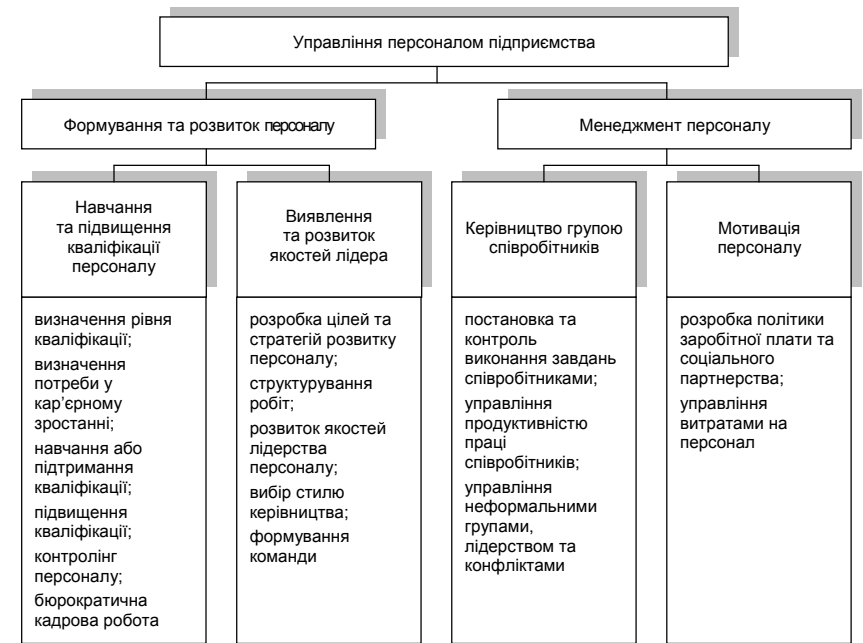 Управління персоналом підприємства
Формування та розвиток персоналу
Менеджмент персоналу
Навчання
та підвищення
кваліфікації
персоналу
Виявлення
та розвиток
якостей лідера
Керівництво групою
співробітників
Мотивація
персоналу
визначення рівня
кваліфікації;
визначення
потреби у
кар’єрному
зростанні;
навчання або
підтримання
кваліфікації;
підвищення
кваліфікації;
контролінг
персоналу;
бюрократична
кадрова робота
розробка цілей та
стратегій розвитку
персоналу;
структурування
робіт;
розвиток якостей
лідерства
персоналу;
вибір стилю
керівництва;
формування
команди
постановка та
контроль
виконання завдань
співробітниками;
управління
продуктивністю
праці
співробітників;
управління
неформальними
групами,
лідерством та
конфліктами
розробка політики
заробітної плати та
соціального
партнерства;
управління
витратами на
персонал